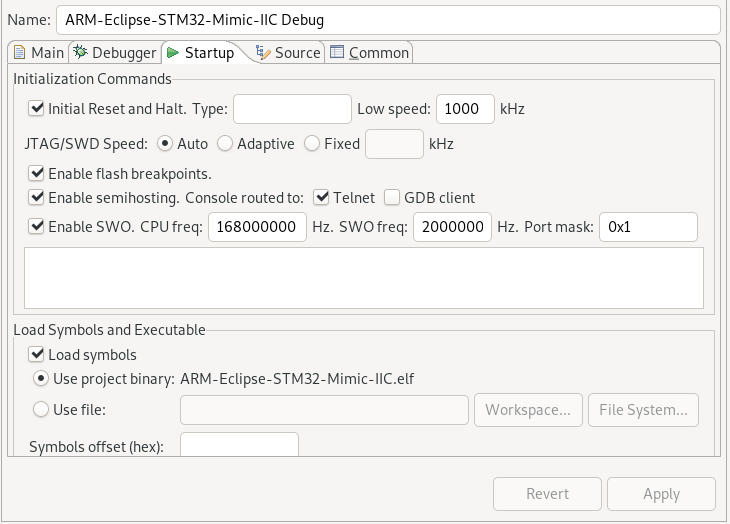 Name: ARM-Eclipse-STM32-Mimic-IIC Debug
Main Debugger Startup Source Common
Initialization Commands
Initial Reset and Halt. Type: Low speed: 1000 kHz
JTAG/SWD Speed: Auto Adaptive Fixed kHz
Enable flash breakpoints.
Enable semihosting. Console routed to: Telnet GDB client
Enable SWO. CPU freq: 168000000 Hz. SWO freq: 2000000 Hz. Port mask: 0x1
Load Symbols and Executable
Load symbols
Use project binary: ARM-Eclipse-STM32-Mimic-IIC.elf
Use file: Workspace... File System...
Symbols offset (hex):
Revert Apply